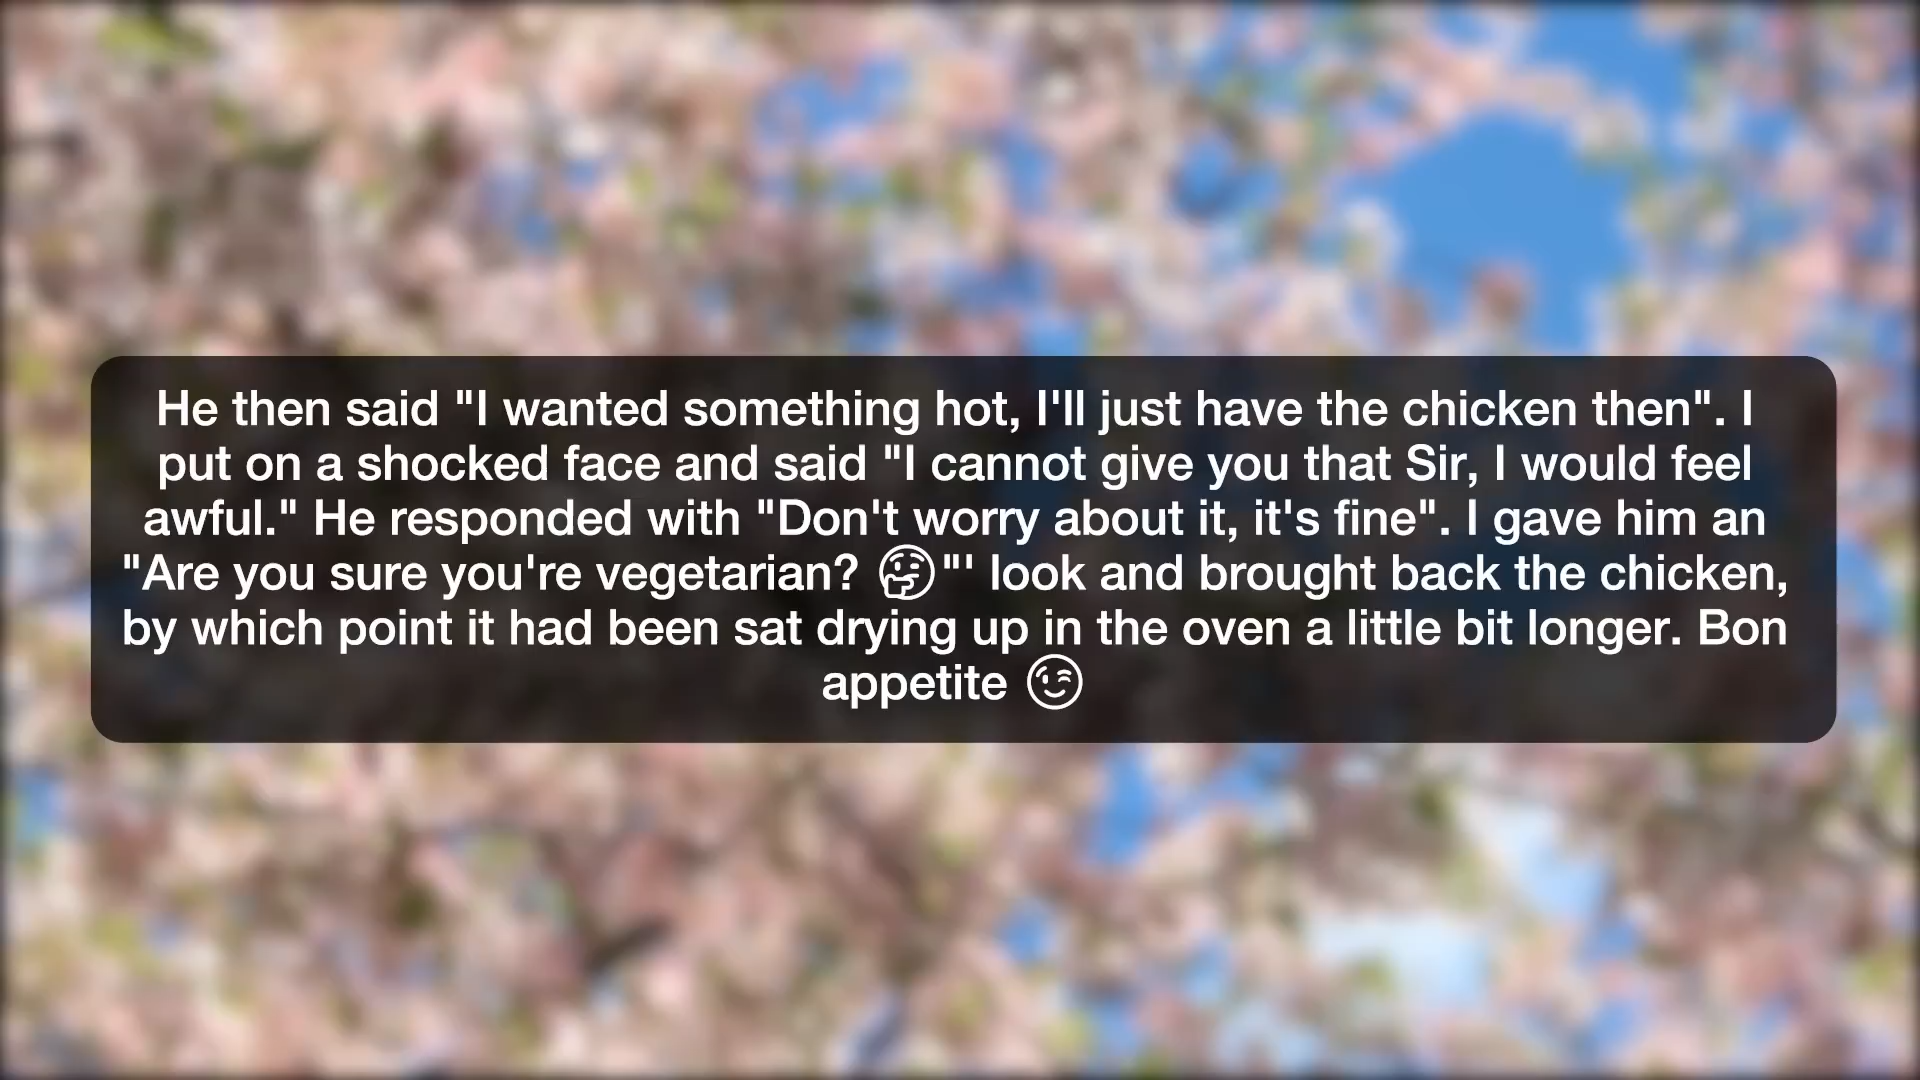 He then said "I wanted something hot, I'll just have the chicken then". I
put on a shocked face and said "I cannot give you that Sir, I would feel
awful." He responded with "Don't worry about it, it's fine". I gave him an
"Are you sure you're vegetarian? 🤔"' look and brought back the chicken,
by which point it had been sat drying up in the oven a little bit longer. Bon
appetite 😉